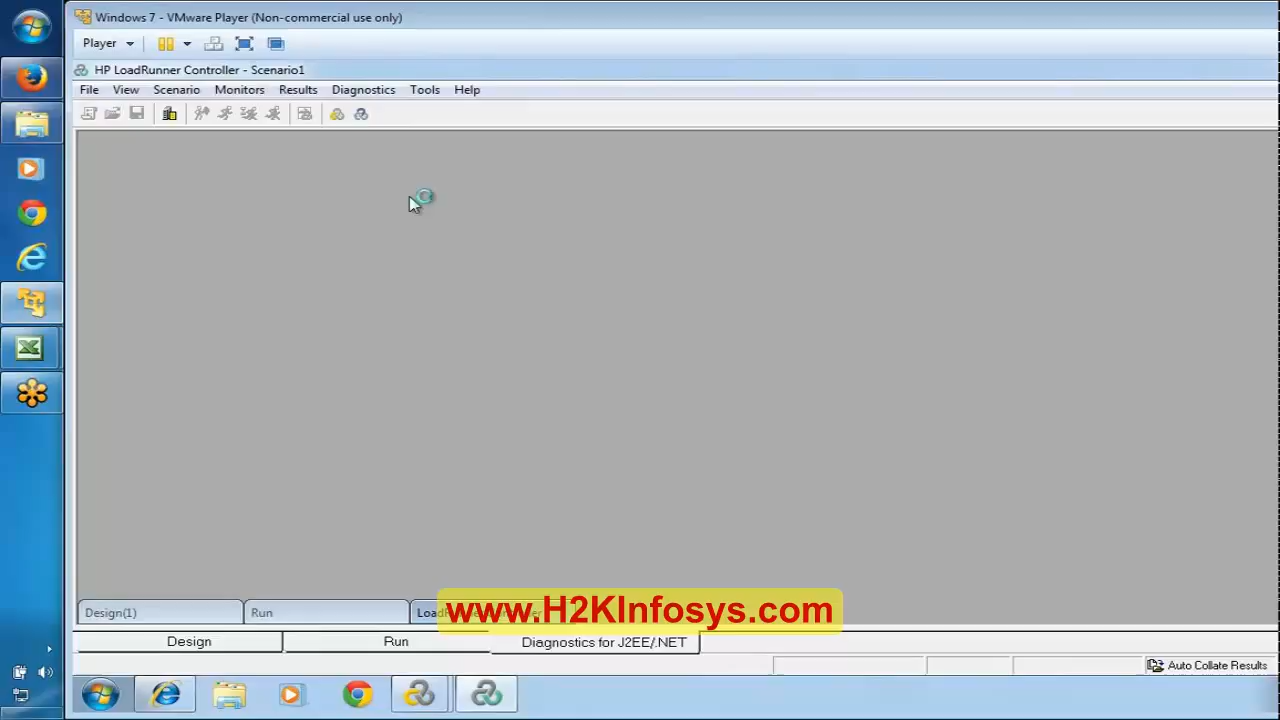 Windows 7 - VMware Player (Non-commercial use only)
Player
HP LoadRunner Controller - Scenario1
File View Scenario Monitors Results Diagnostics Tools Help
Design(1) Run
www.H2KInfosys.com
Design Run Diagnostics for J2EE/.NET
Auto Collate Results